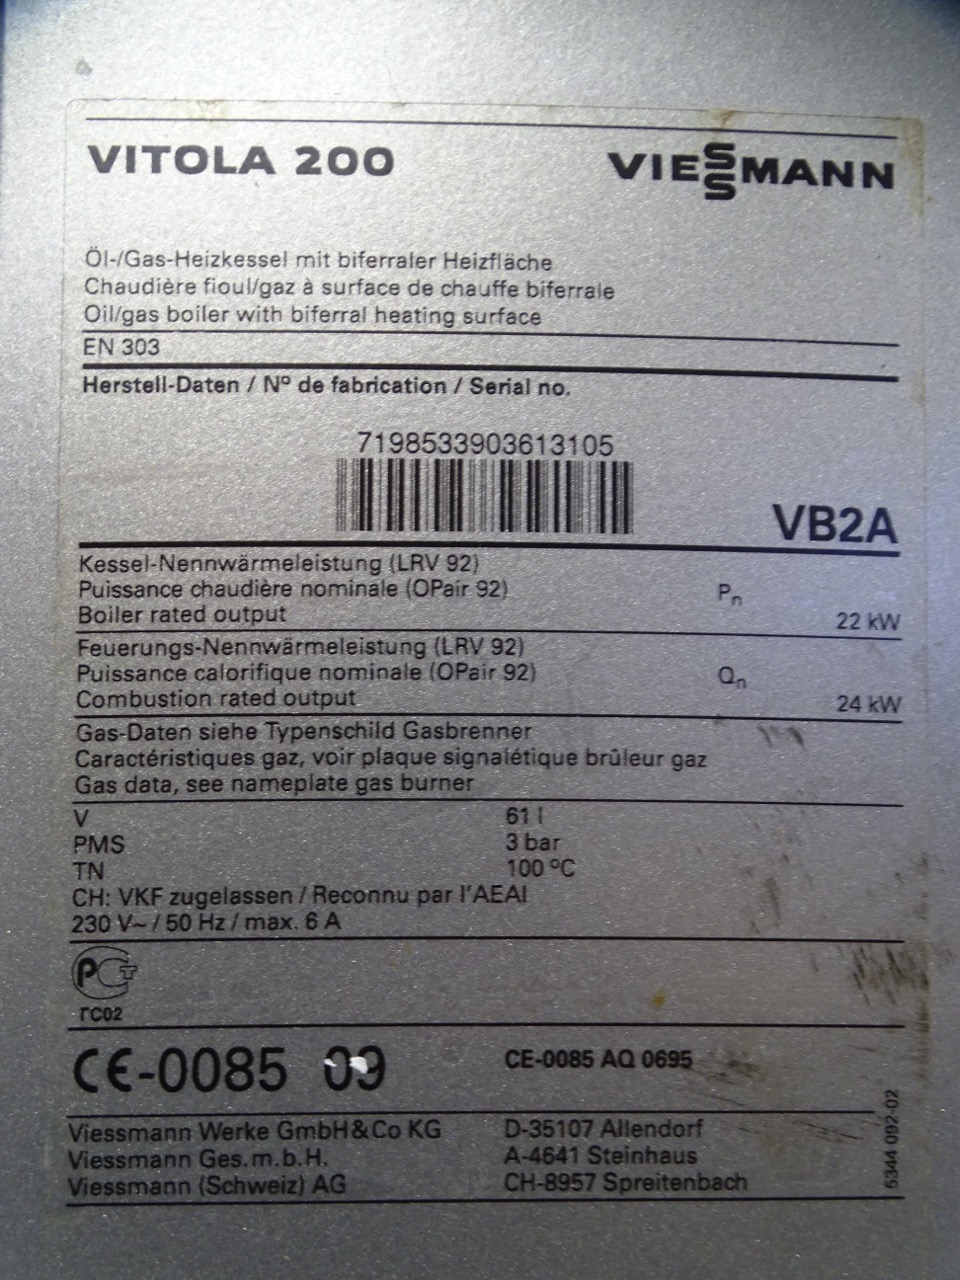 VITOLA 200 VIESSMANN
Öl-/Gas-Heizkessel mit biferraler Heizfläche
Chaudière fioul/gaz à surface de chauffe biferrale
Oil/gas boiler with biferral heating surface
EN 303
Herstell-Daten / Nº de fabrication / Serial no.
7198533903613105
VB2A
Kessel-Nennwärmeleistung (LRV 92)
Puissance chaudière nominale (OPair 92) Pn
Boiler rated output 22 kW
Feuerungs-Nennwärmeleistung (LRV 92)
Puissance calorifique nominale (OPair 92) Qn
Combustion rated output 24 kW
Gas-Daten siehe Typenschild Gasbrenner
Caractéristiques gaz, voir plaque signalétique brûleur gaz
Gas data, see nameplate gas burner
V 61 l
PMS 3 bar
TN 100 ºC
CH: VKF zugelassen / Reconnu par l'AEAI
230 V~ / 50 Hz / max. 6 A
РСТ
ГС02
CE-0085 09 CE-0085 AQ 0695
Viessmann Werke GmbH&Co KG D-35107 Allendorf
Viessmann Ges.m.b.H. A-4641 Steinhaus
Viessmann (Schweiz) AG CH-8957 Spreitenbach
5344 092-02